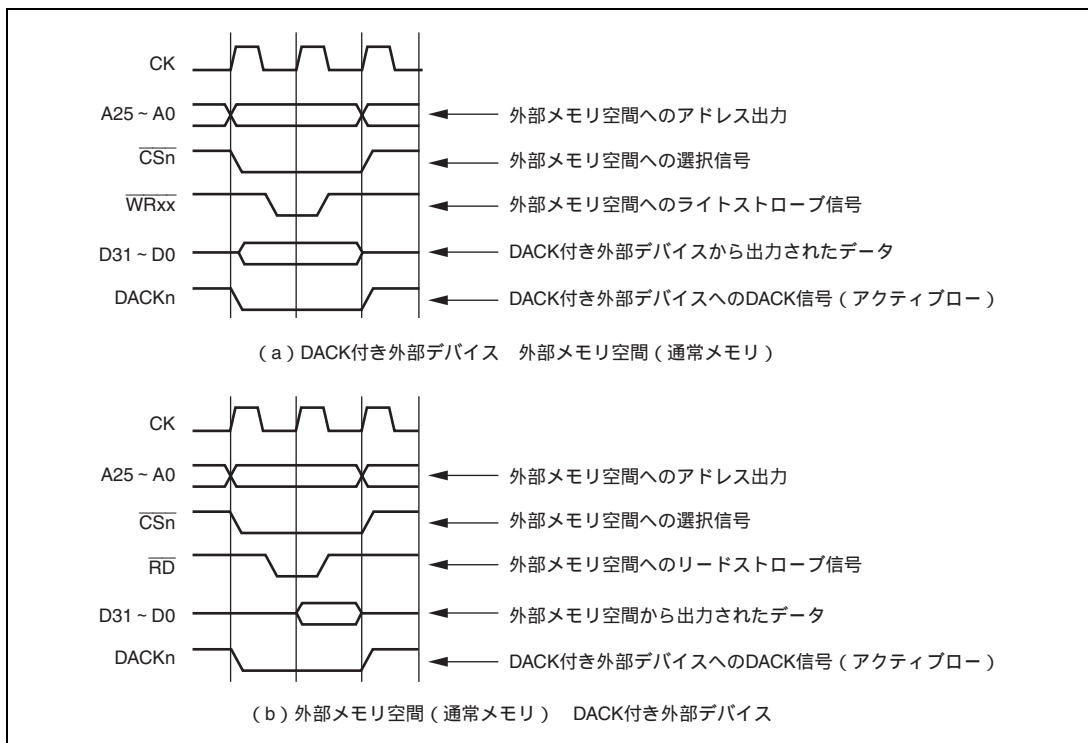 CK
A25 ~ A0 外部メモリ空間へのアドレス出力
CSn 外部メモリ空間への選択信号
WRxx 外部メモリ空間へのライトストローブ信号
D31 ~ D0 DACK付き外部デバイスから出力されたデータ
DACKn DACK付き外部デバイスへのDACK信号(アクティブロー)
(a)DACK付き外部デバイス 外部メモリ空間(通常メモリ)
CK
A25 ~ A0 外部メモリ空間へのアドレス出力
CSn 外部メモリ空間への選択信号
RD 外部メモリ空間へのリードストローブ信号
D31 ~ D0 外部メモリ空間から出力されたデータ
DACKn DACK付き外部デバイスへのDACK信号(アクティブロー)
(b)外部メモリ空間(通常メモリ) DACK付き外部デバイス